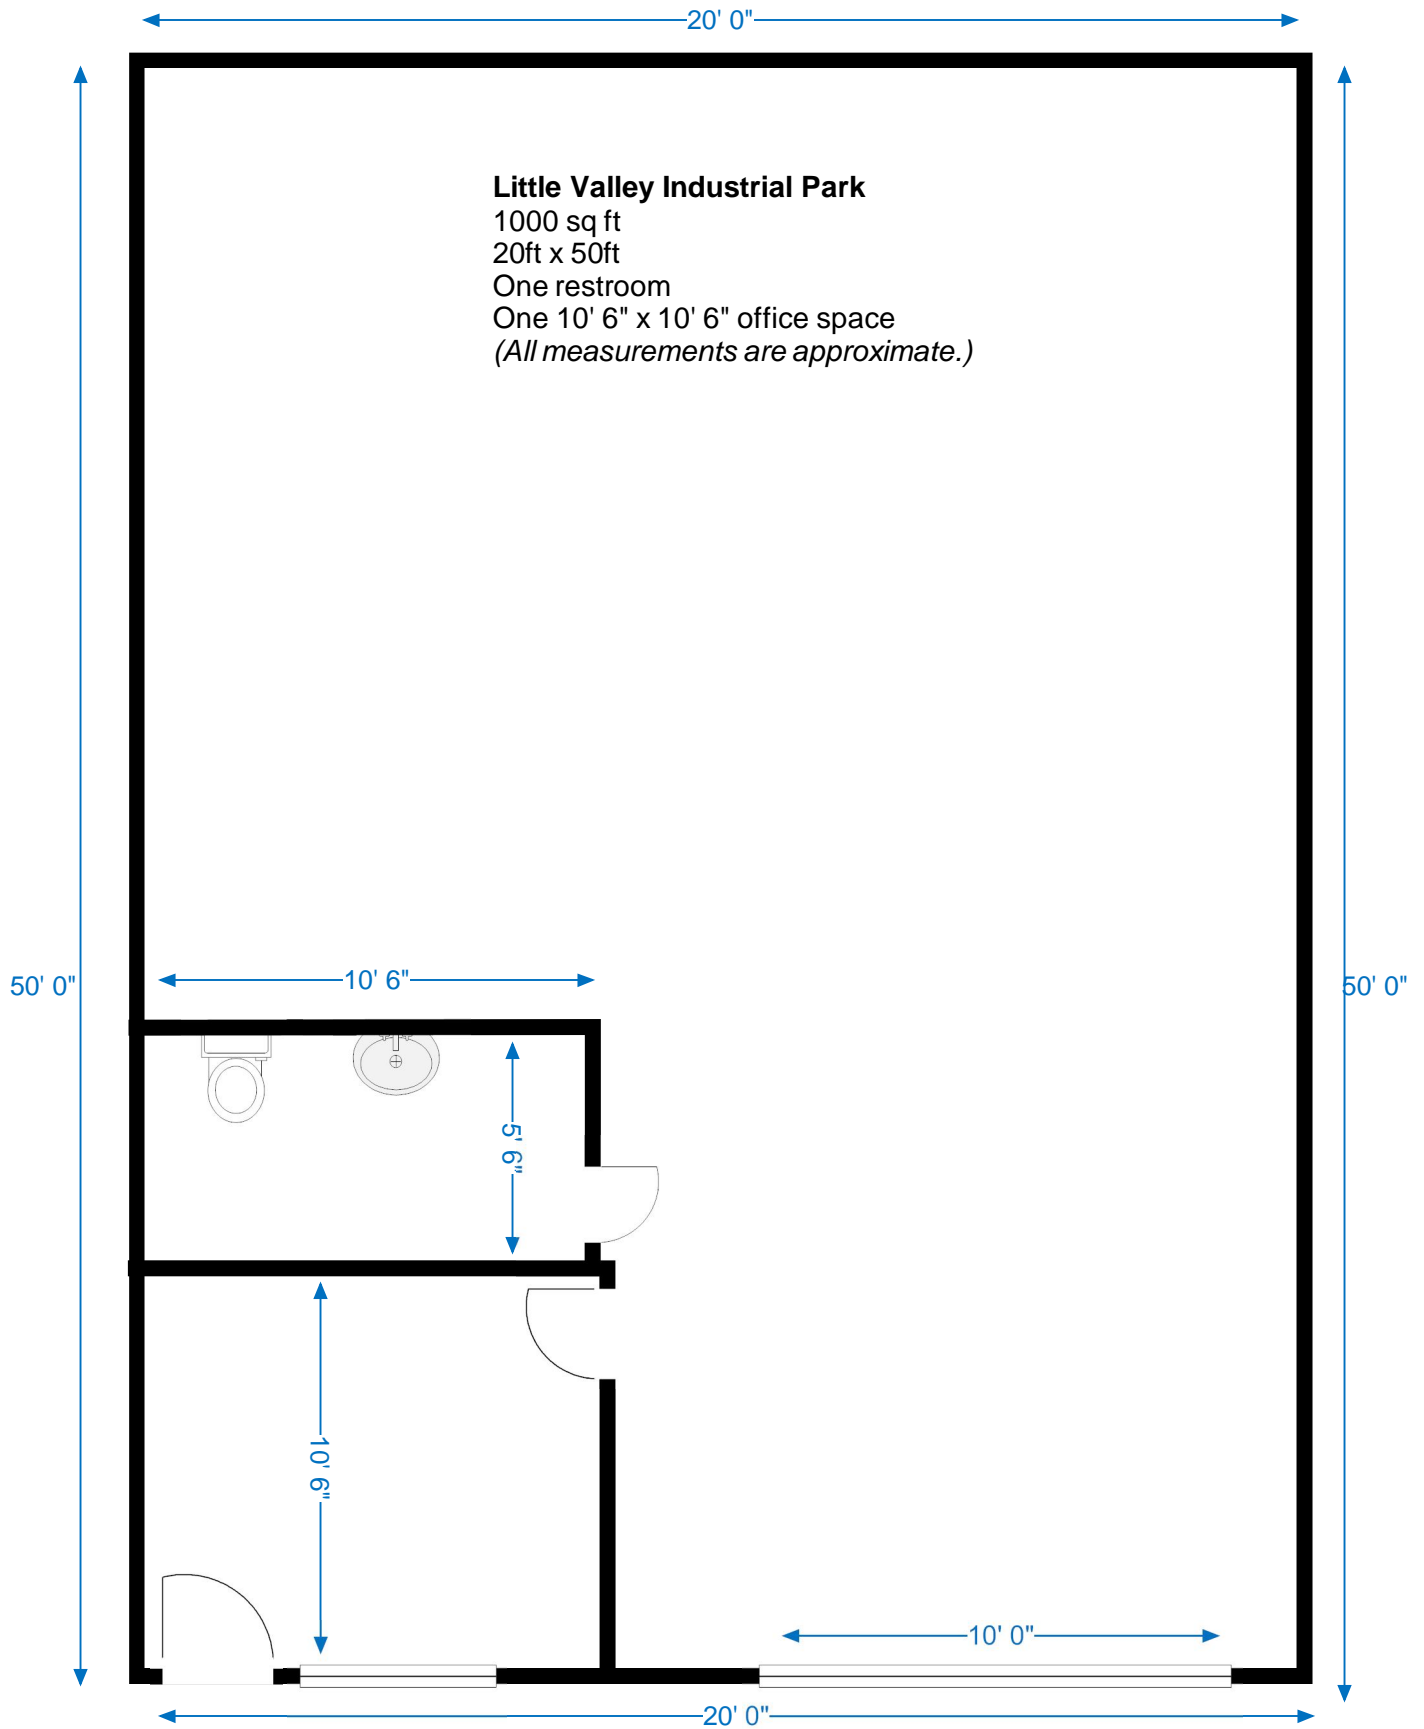 20' 0"
Little Valley Industrial Park
1000 sq ft
20ft x 50ft
One restroom
One 10' 6" x 10' 6" office space
(All measurements are approximate.)
10' 6"
50' 0"
50' 0"
5' 6"
10' 6"
10' 0"
20' 0"